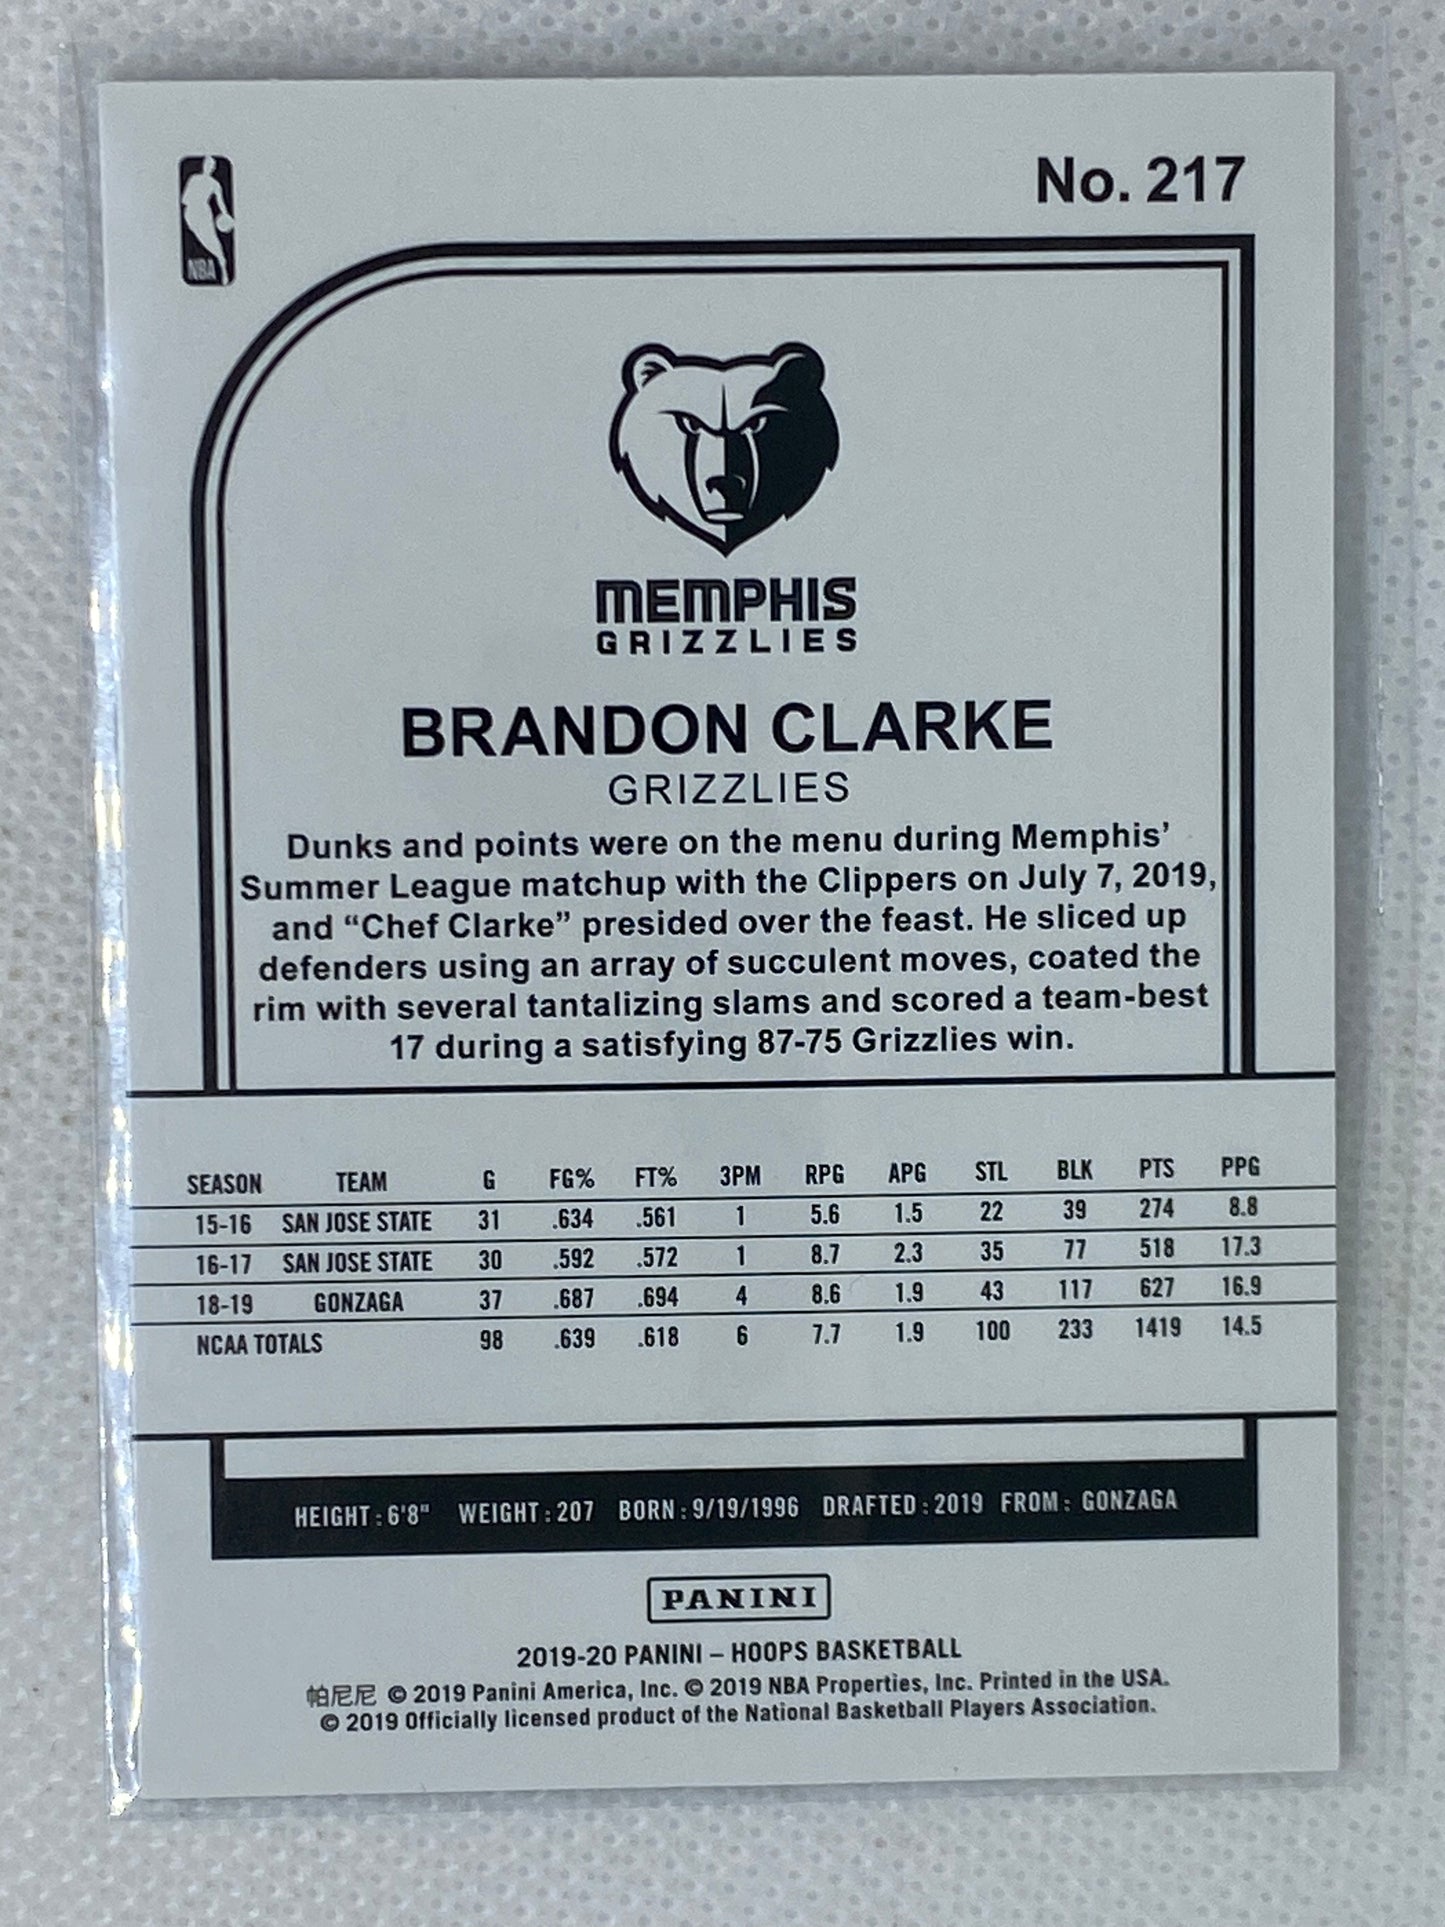 No. 217
NBA
MEMPHIS
GRIZZLIES
BRANDON CLARKE
GRIZZLIES
Dunks and points were on the menu during Memphis’
Summer League matchup with the Clippers on July 7, 2019,
and “Chef Clarke” presided over the feast. He sliced up
defenders using an array of succulent moves, coated the
rim with several tantalizing slams and scored a team-best
17 during a satisfying 87-75 Grizzlies win.
SEASON TEAM G FG% FT% 3PM RPG APG STL BLK PTS PPG
15-16 SAN JOSE STATE 31 .634 .561 1 5.6 1.5 22 39 274 8.8
16-17 SAN JOSE STATE 30 .592 .572 1 8.7 2.3 35 77 518 17.3
18-19 GONZAGA 37 .687 .694 4 8.6 1.9 43 117 627 16.9
NCAA TOTALS 98 .639 .618 6 7.7 1.9 100 233 1419 14.5
HEIGHT: 6'8" WEIGHT: 207 BORN: 9/19/1996 DRAFTED: 2019 FROM: GONZAGA
PANINI
2019-20 PANINI – HOOPS BASKETBALL
帕尼尼 © 2019 Panini America, Inc. © 2019 NBA Properties, Inc. Printed in the USA.
© 2019 Officially licensed product of the National Basketball Players Association.